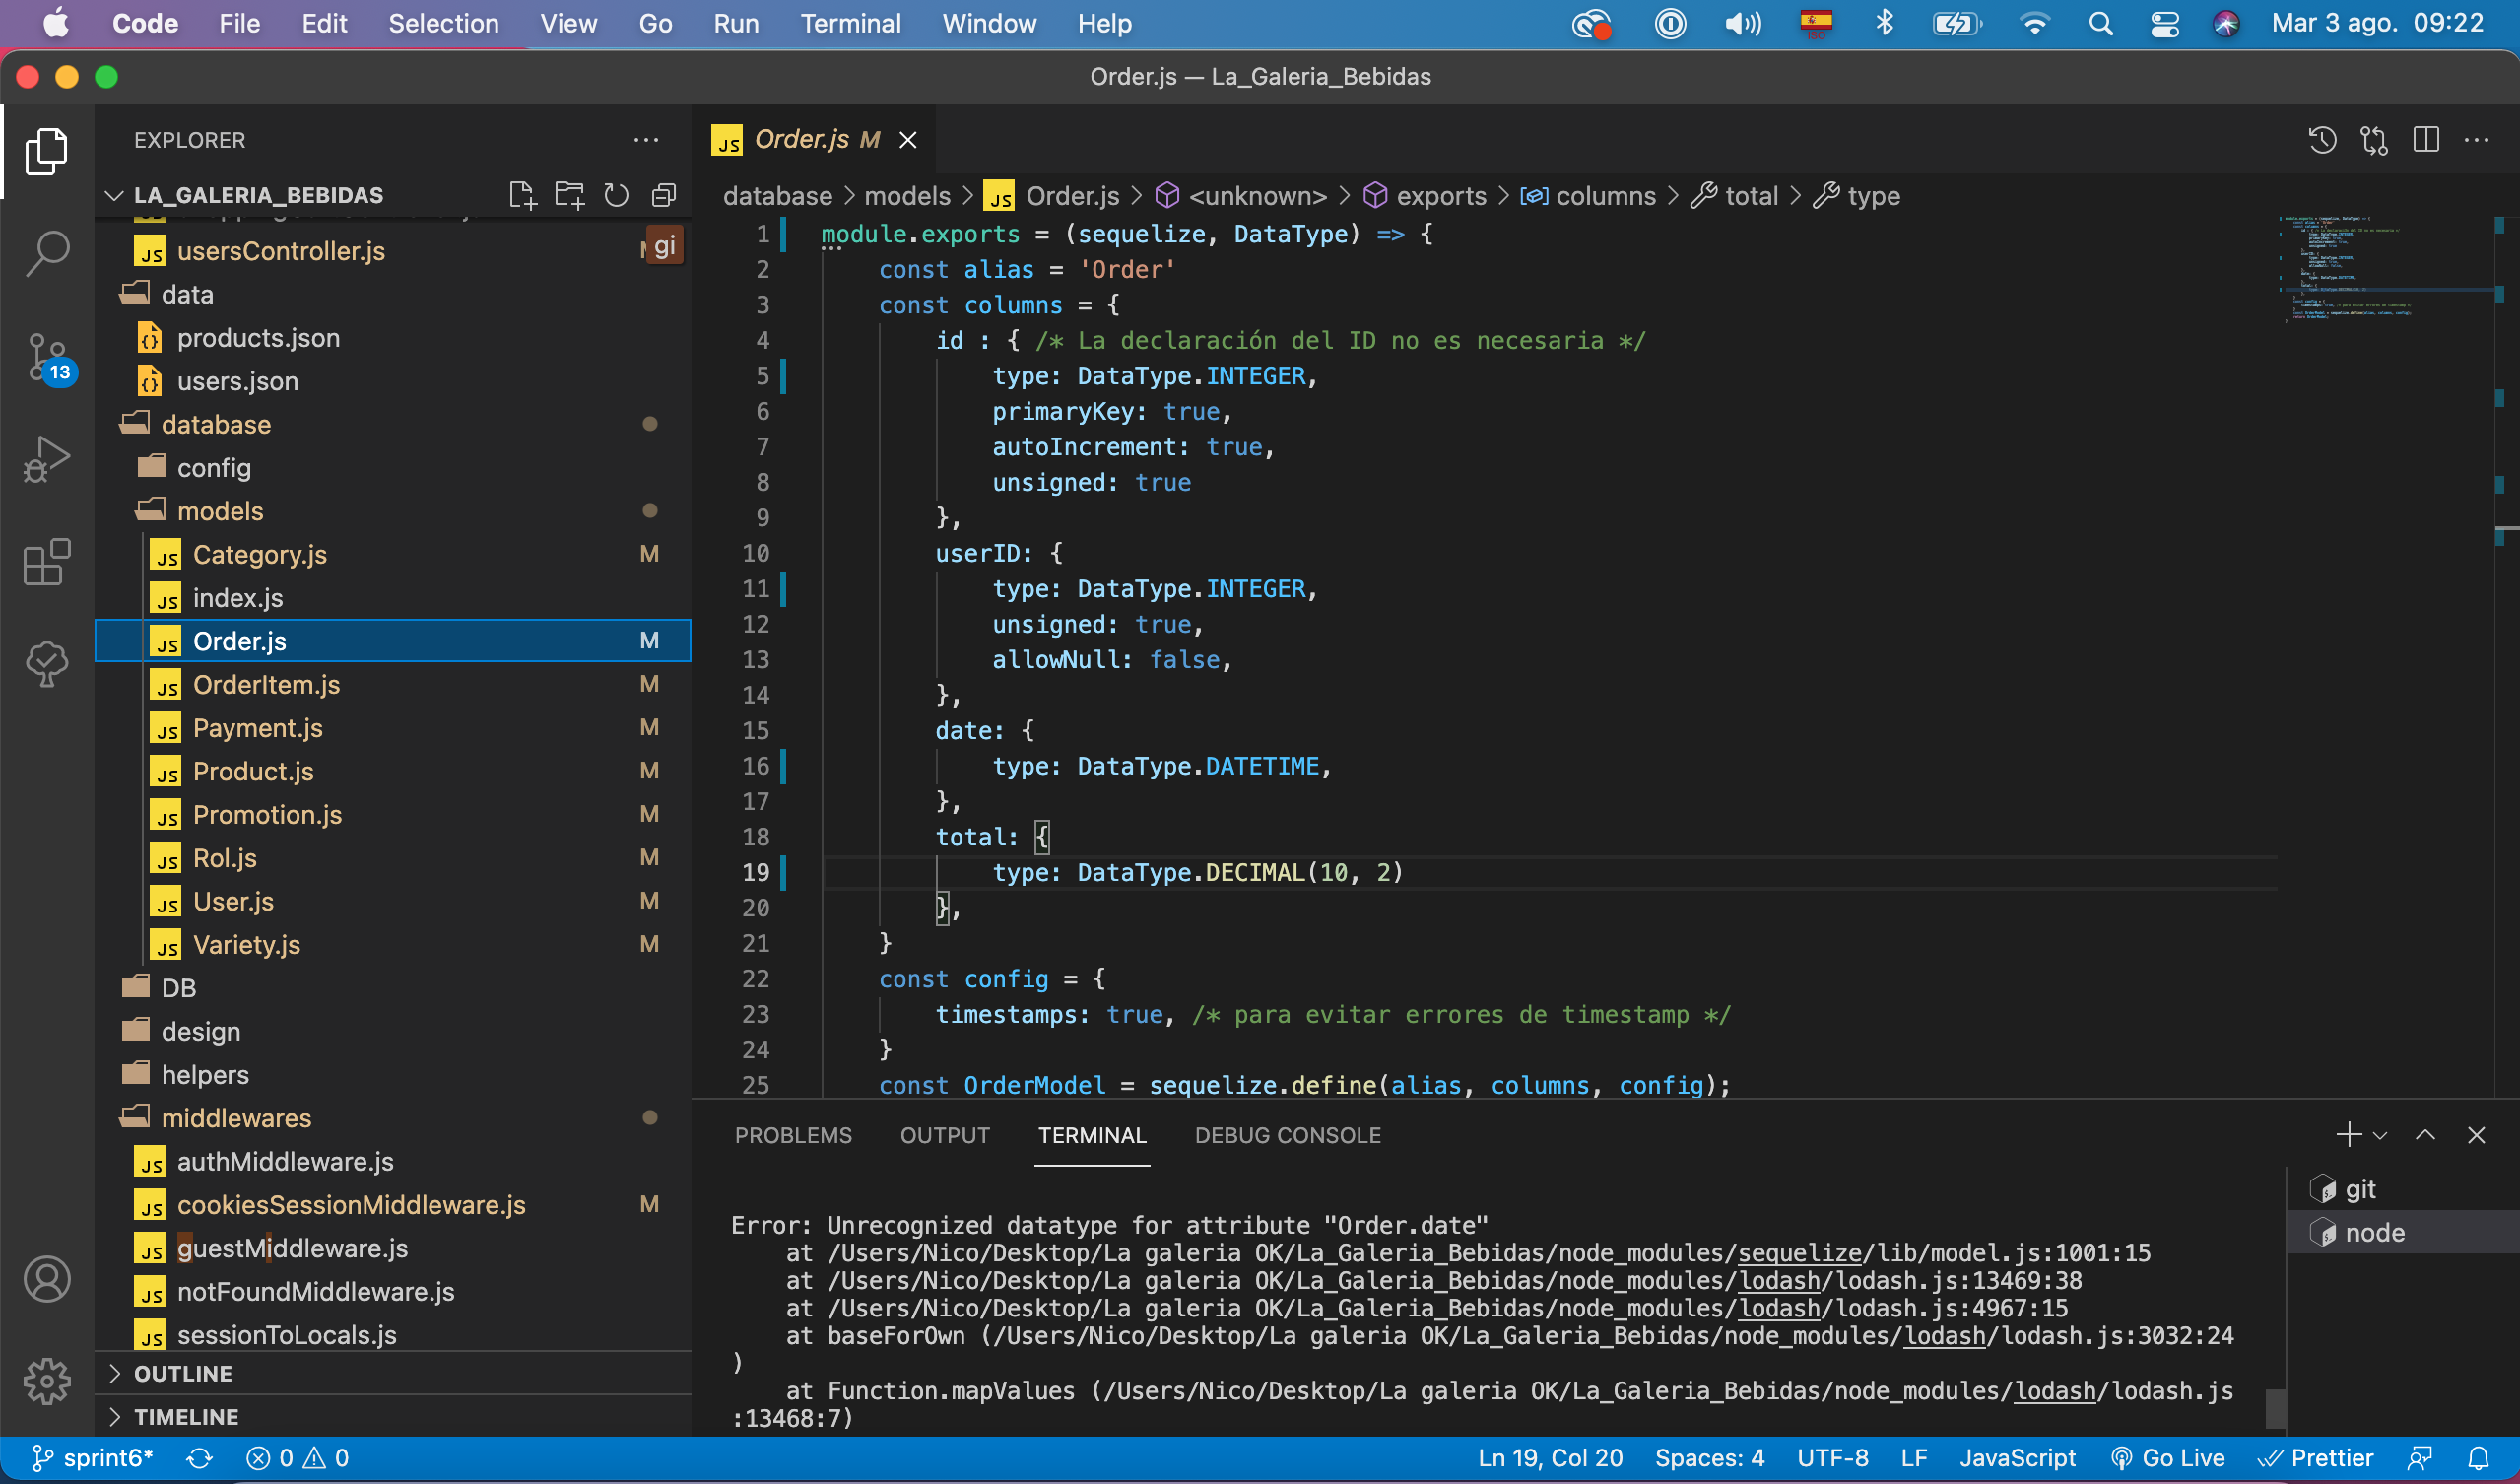 Code File Edit Selection View Go Run Terminal Window Help Mar 3 ago. 09:22
Order.js — La_Galeria_Bebidas
EXPLORER
LA_GALERIA_BEBIDAS
usersController.js
gi
data
products.json
users.json
13
database
config
models
Category.js M
index.js
Order.js M
OrderItem.js M
Payment.js M
Product.js M
Promotion.js M
Rol.js M
User.js M
Variety.js M
DB
design
helpers
middlewares
authMiddleware.js
cookiesSessionMiddleware.js M
guestMiddleware.js
notFoundMiddleware.js
sessionToLocals.js
OUTLINE
TIMELINE
JS Order.js M
database > models > JS Order.js > <unknown> > exports > columns > total > type
1 module.exports = (sequelize, DataType) => {
2 const alias = 'Order'
3 const columns = {
4 id : { /* La declaración del ID no es necesaria */
5 type: DataType.INTEGER,
6 primaryKey: true,
7 autoIncrement: true,
8 unsigned: true
9 },
10 userID: {
11 type: DataType.INTEGER,
12 unsigned: true,
13 allowNull: false,
14 },
15 date: {
16 type: DataType.DATETIME,
17 },
18 total: {
19 type: DataType.DECIMAL(10, 2)
20 },
21 }
22 const config = {
23 timestamps: true, /* para evitar errores de timestamp */
24 }
25 const OrderModel = sequelize.define(alias, columns, config);
PROBLEMS OUTPUT TERMINAL DEBUG CONSOLE
Error: Unrecognized datatype for attribute "Order.date"
at /Users/Nico/Desktop/La galeria OK/La_Galeria_Bebidas/node_modules/sequelize/lib/model.js:1001:15
at /Users/Nico/Desktop/La galeria OK/La_Galeria_Bebidas/node_modules/lodash/lodash.js:13469:38
at /Users/Nico/Desktop/La galeria OK/La_Galeria_Bebidas/node_modules/lodash/lodash.js:4967:15
at baseForOwn (/Users/Nico/Desktop/La galeria OK/La_Galeria_Bebidas/node_modules/lodash/lodash.js:3032:24
)
at Function.mapValues (/Users/Nico/Desktop/La galeria OK/La_Galeria_Bebidas/node_modules/lodash/lodash.js
:13468:7)
git
node
sprint6* 0 0 Ln 19, Col 20 Spaces: 4 UTF-8 LF JavaScript Go Live Prettier